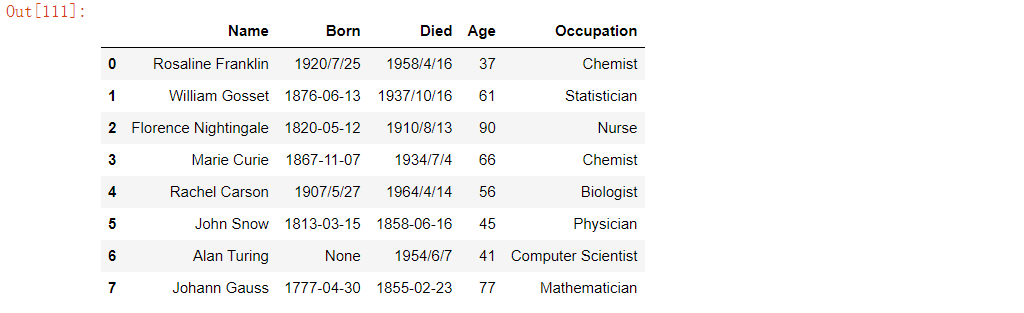 Out[111]:
Name Born Died Age Occupation
0 Rosaline Franklin 1920/7/25 1958/4/16 37 Chemist
1 William Gosset 1876-06-13 1937/10/16 61 Statistician
2 Florence Nightingale 1820-05-12 1910/8/13 90 Nurse
3 Marie Curie 1867-11-07 1934/7/4 66 Chemist
4 Rachel Carson 1907/5/27 1964/4/14 56 Biologist
5 John Snow 1813-03-15 1858-06-16 45 Physician
6 Alan Turing None 1954/6/7 41 Computer Scientist
7 Johann Gauss 1777-04-30 1855-02-23 77 Mathematician